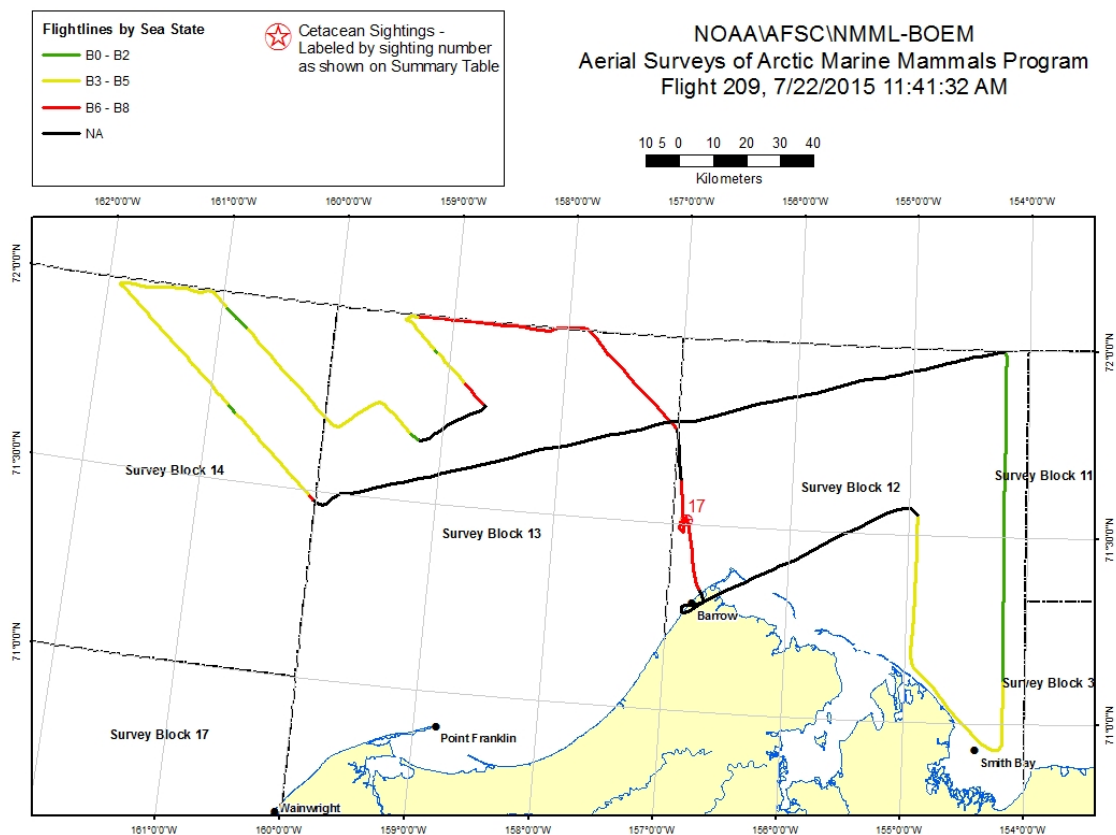 Flightlines by Sea State
B0 - B2
B3 - B5
B6 - B8
NA
Cetacean Sightings -
Labeled by sighting number
as shown on Summary Table
NOAA\AFSC\NMML-BOEM
Aerial Surveys of Arctic Marine Mammals Program
Flight 209, 7/22/2015 11:41:32 AM
10 5 0 10 20 30 40
Kilometers
162°0'0"W 161°0'0"W 160°0'0"W 159°0'0"W 158°0'0"W 157°0'0"W 156°0'0"W 155°0'0"W 154°0'0"W
72°0'0"N
72°0'0"N
71°30'0"N
Survey Block 14
Survey Block 11
Survey Block 12
17
Survey Block 13
71°30'0"N
Barrow
71°0'0"N
Survey Block 3
71°0'0"N
Survey Block 17
Point Franklin
Smith Bay
Wainwright
161°0'0"W 160°0'0"W 159°0'0"W 158°0'0"W 157°0'0"W 156°0'0"W 155°0'0"W 154°0'0"W